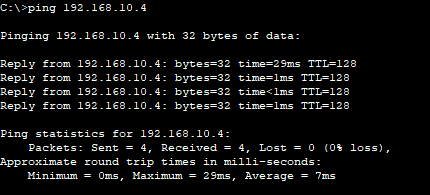 C:\>ping 192.168.10.4
Pinging 192.168.10.4 with 32 bytes of data:
Reply from 192.168.10.4: bytes=32 time=29ms TTL=128
Reply from 192.168.10.4: bytes=32 time=1ms TTL=128
Reply from 192.168.10.4: bytes=32 time<1ms TTL=128
Reply from 192.168.10.4: bytes=32 time=1ms TTL=128
Ping statistics for 192.168.10.4:
Packets: Sent = 4, Received = 4, Lost = 0 (0% loss),
Approximate round trip times in milli-seconds:
Minimum = 0ms, Maximum = 29ms, Average = 7ms